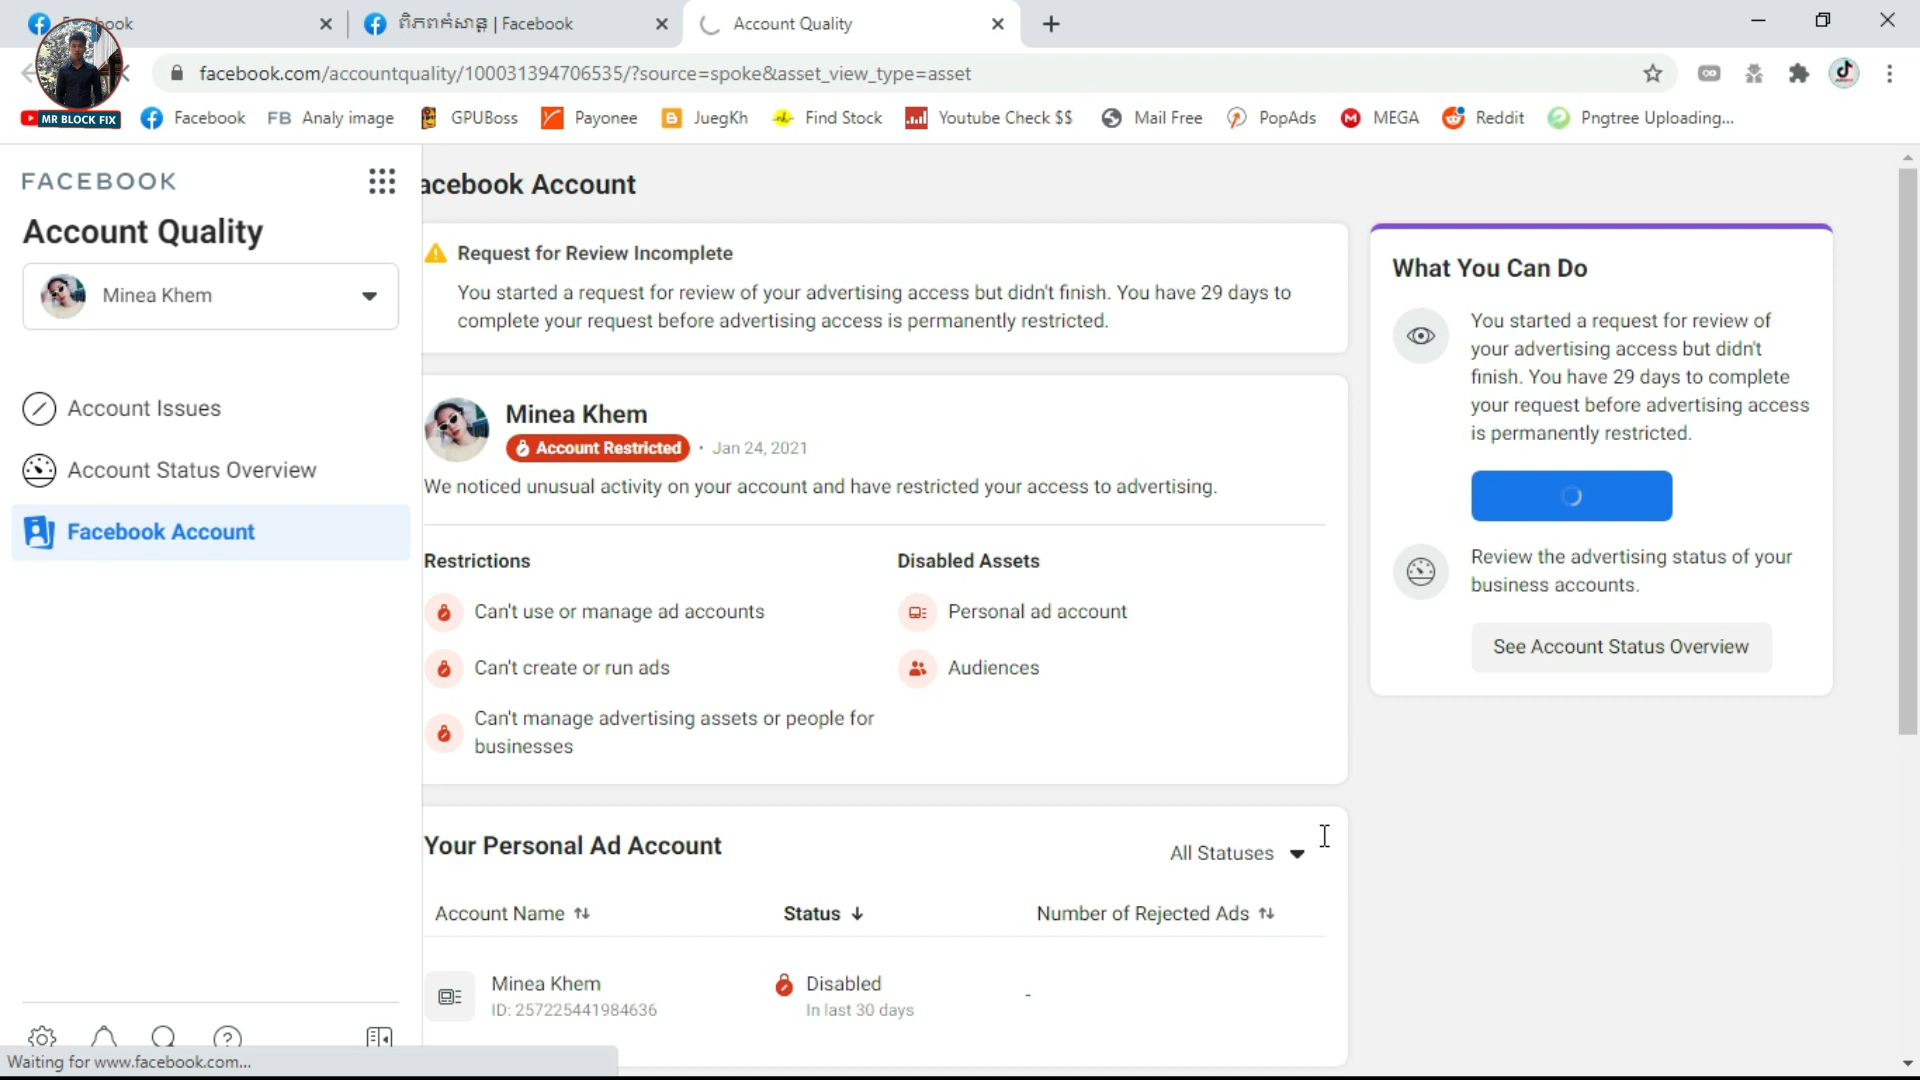 book
ពិភពកំសាន្ត | Facebook
Account Quality
facebook.com/accountquality/100031394706535/?source=spoke&asset_view_type=asset
MR BLOCK FIX
Facebook
FB Analy image
GPUBoss
Payonee
JuegKh
Find Stock
Youtube Check $$
Mail Free
PopAds
MEGA
Reddit
Pngtree Uploading...
FACEBOOK
Account Quality
Minea Khem
Account Issues
Account Status Overview
Facebook Account
acebook Account
Request for Review Incomplete
You started a request for review of your advertising access but didn't finish. You have 29 days to
complete your request before advertising access is permanently restricted.
Minea Khem
Account Restricted · Jan 24, 2021
We noticed unusual activity on your account and have restricted your access to advertising.
Restrictions
Can't use or manage ad accounts
Can't create or run ads
Can't manage advertising assets or people for
businesses
Disabled Assets
Personal ad account
Audiences
Your Personal Ad Account
All Statuses
Account Name
Status
Number of Rejected Ads
Minea Khem
ID: 257225441984636
Disabled
In last 30 days
-
What You Can Do
You started a request for review of
your advertising access but didn't
finish. You have 29 days to complete
your request before advertising access
is permanently restricted.
Review the advertising status of your
business accounts.
See Account Status Overview
Waiting for www.facebook.com...